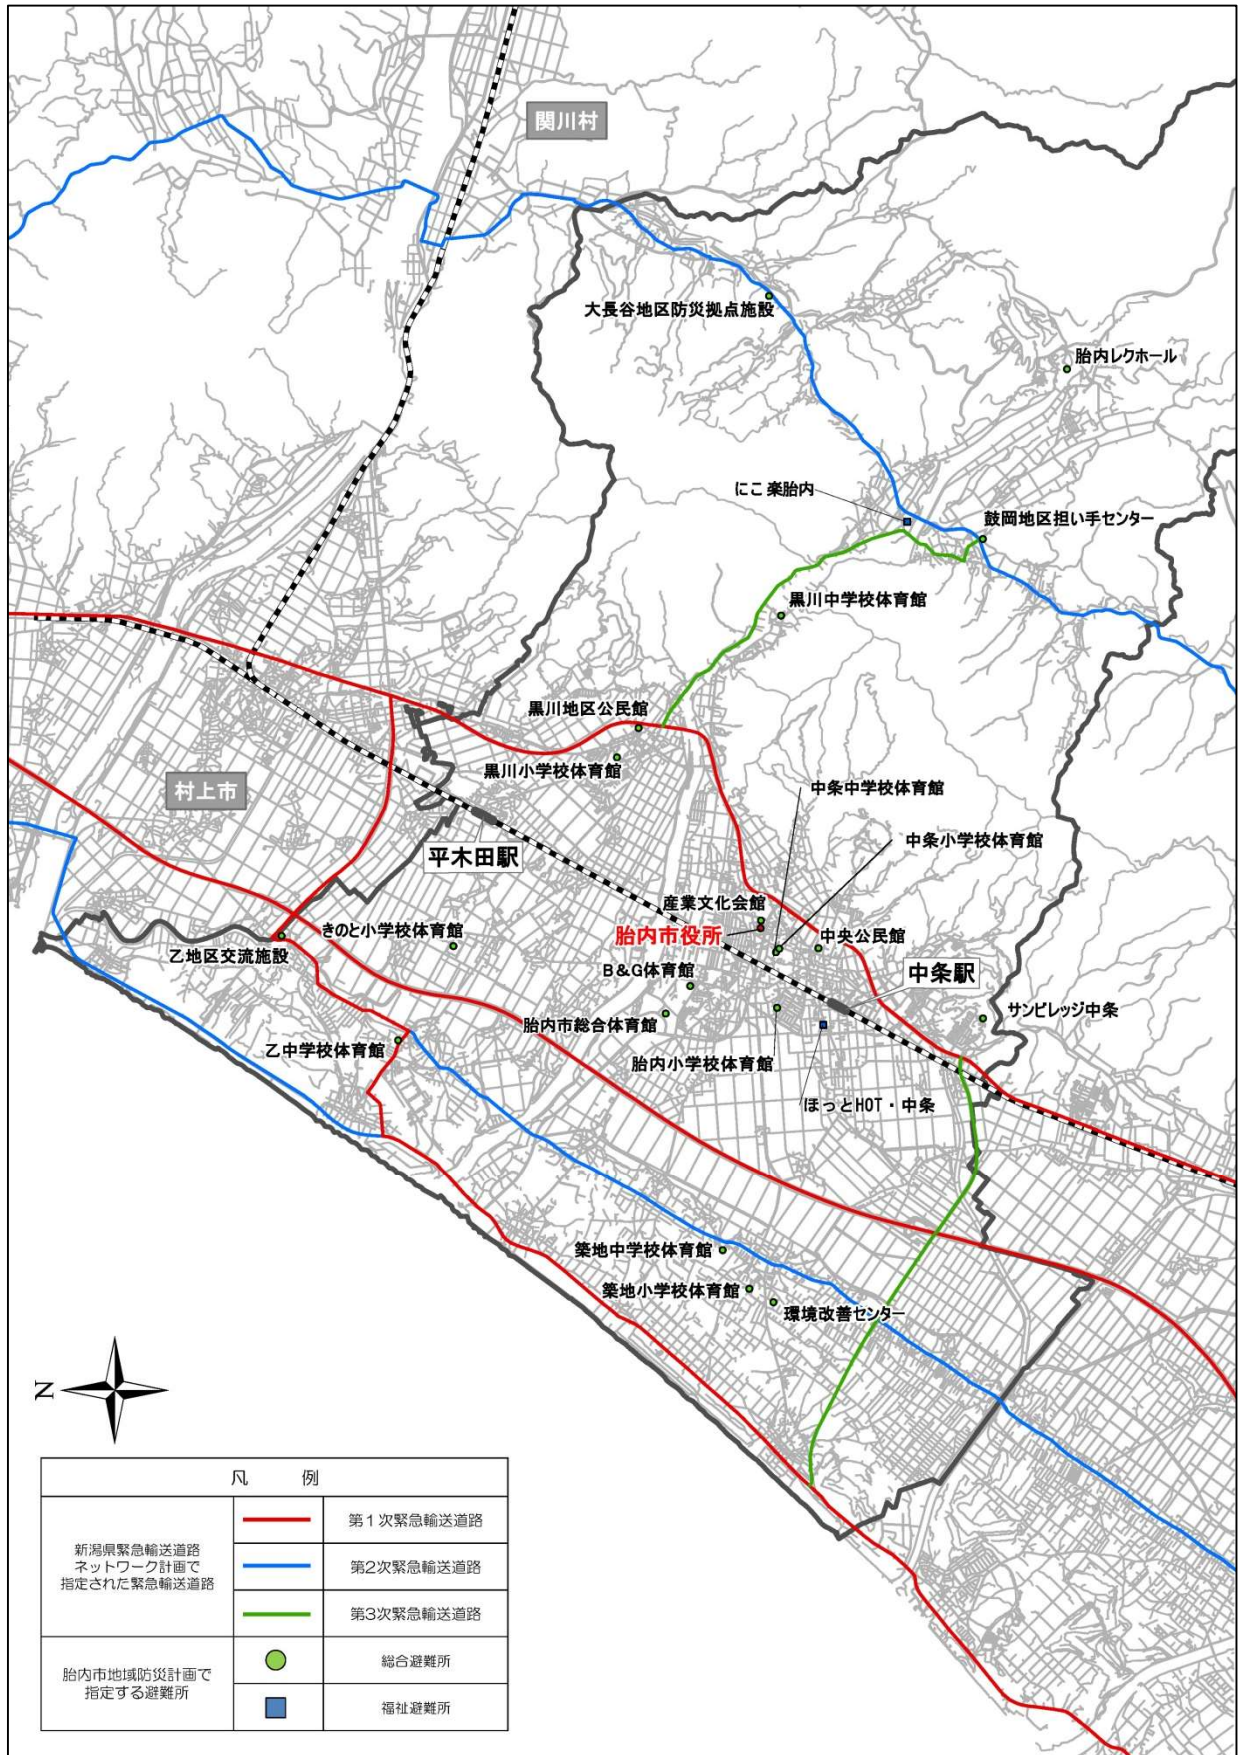 関川村
大長谷地区防災拠点施設
胎内レクホール
にこ楽胎内
鼓岡地区担い手センター
黒川中学校体育館
黒川地区公民館
黒川小学校体育館
中条中学校体育館
村上市
中条小学校体育館
平木田駅
産業文化会館
きのと小学校体育館
胎内市役所
中央公民館
乙地区交流施設
B&G体育館
中条駅
サンビレッジ中条
胎内市総合体育館
乙中学校体育館
胎内小学校体育館
ほっとHOT・中条
築地中学校体育館
築地小学校体育館
環境改善センター
N
凡 例
新潟県緊急輸送道路
ネットワーク計画で
指定された緊急輸送道路
第1次緊急輸送道路
第2次緊急輸送道路
第3次緊急輸送道路
胎内市地域防災計画で
指定する避難所
総合避難所
福祉避難所